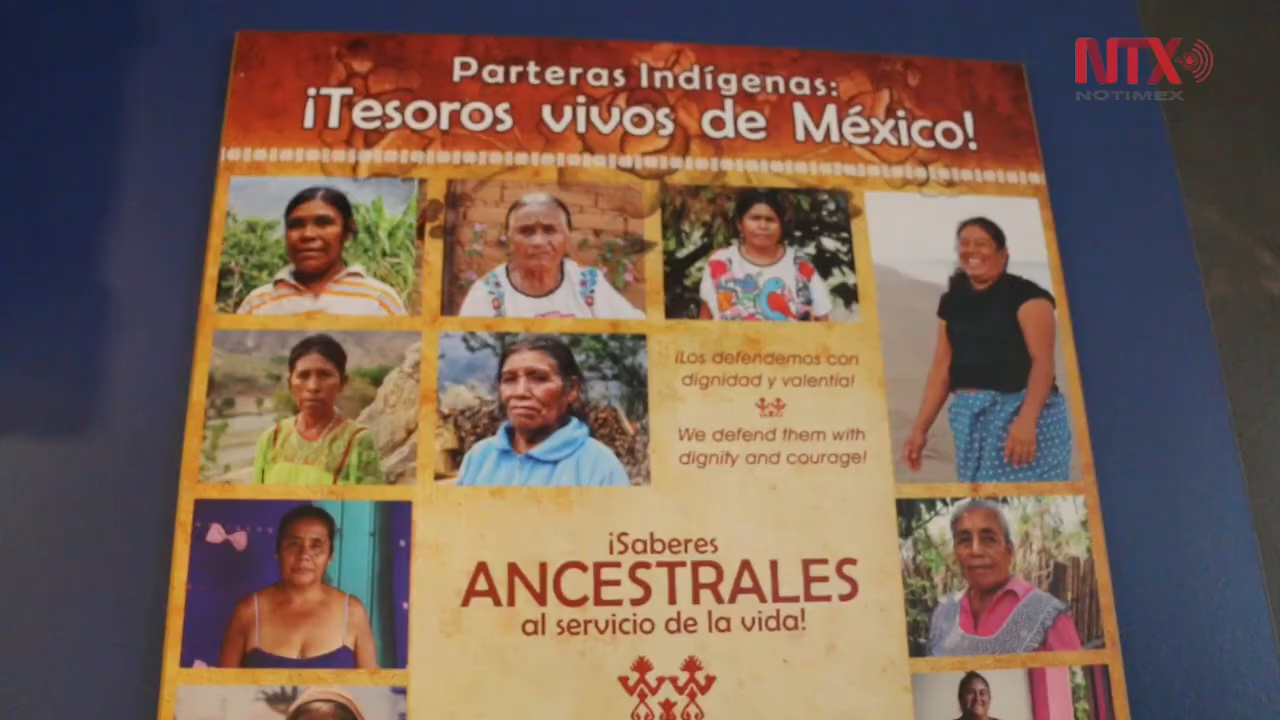 NTX
NOTIMEX
Parteras Indígenas:
¡Tesoros vivos de México!
¡Los defendemos con
dignidad y valentía!
We defend them with
dignity and courage!
¡Saberes
ANCESTRALES
al servicio de la vida!